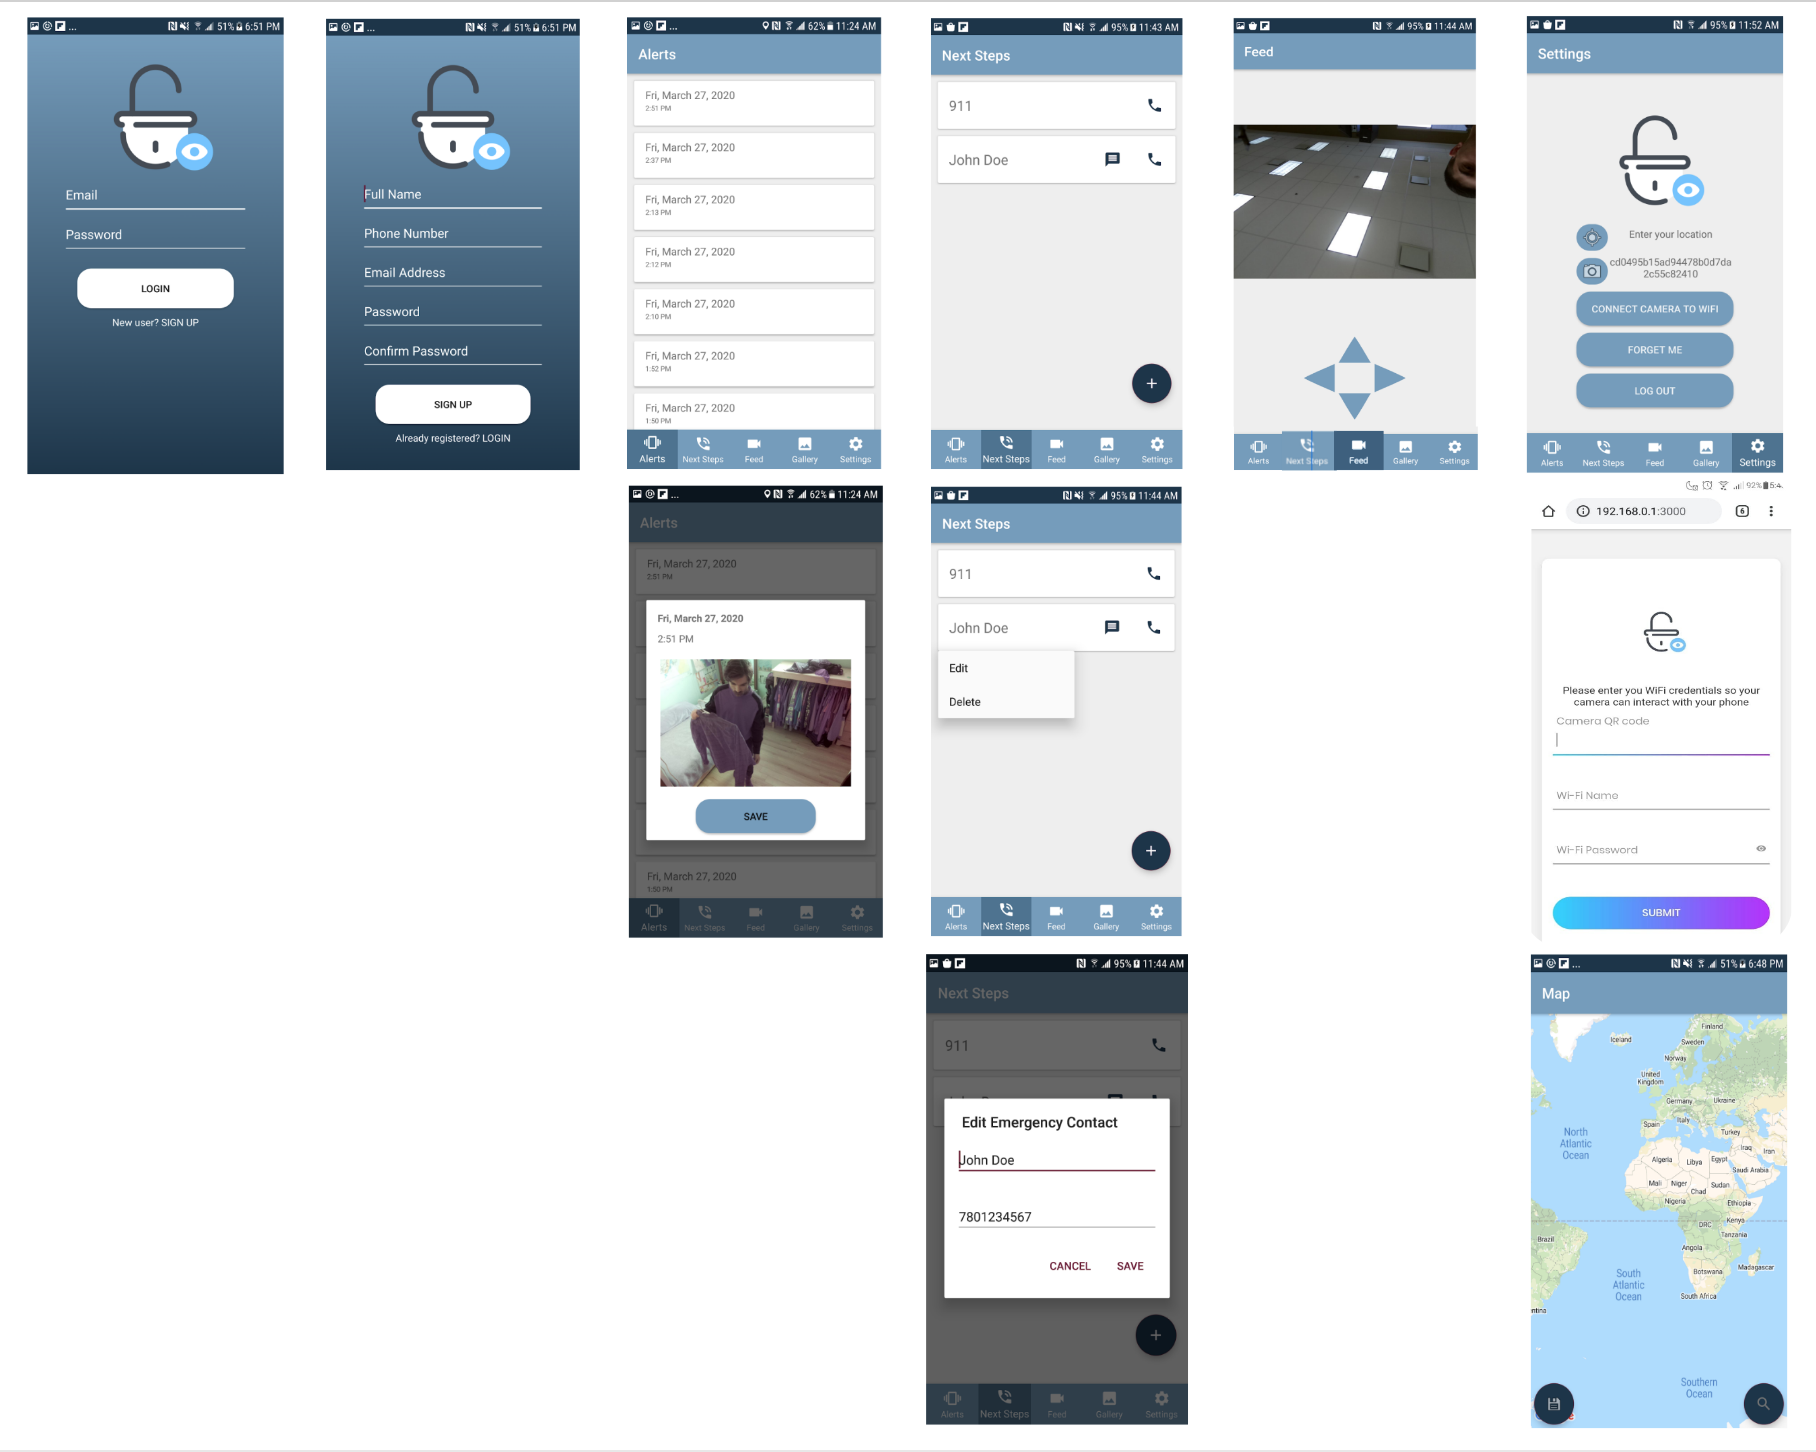 51% 6:51 PM
Email
Password
LOGIN
New user? SIGN UP
51% 6:51 PM
Full Name
Phone Number
Email Address
Password
Confirm Password
SIGN UP
Already registered? LOGIN
62% 11:24 AM
Alerts
Fri, March 27, 2020
2:51 PM
Fri, March 27, 2020
2:37 PM
Fri, March 27, 2020
2:13 PM
Fri, March 27, 2020
2:12 PM
Fri, March 27, 2020
2:10 PM
Fri, March 27, 2020
1:52 PM
Fri, March 27, 2020
1:50 PM
Alerts Next Steps Feed Gallery Settings
95% 11:43 AM
Next Steps
911
John Doe
+
Alerts Next Steps Feed Gallery Settings
95% 11:44 AM
Feed
Alerts Next Steps Feed Gallery Settings
95% 11:52 AM
Settings
Enter your location
cd0495b15ad94478b0d7da
2c55c82410
CONNECT CAMERA TO WIFI
FORGET ME
LOG OUT
Alerts Next Steps Feed Gallery Settings
62% 11:24 AM
Alerts
Fri, March 27, 2020
2:51 PM
Fri, March 27, 2020
2:51 PM
SAVE
Fri, March 27, 2020
1:50 PM
Alerts Next Steps Feed Gallery Settings
95% 11:44 AM
Next Steps
911
John Doe
Edit
Delete
+
Alerts Next Steps Feed Gallery Settings
92% 5:4
192.168.0.1:3000 6
Please enter you WiFi credentials so your
camera can interact with your phone
Camera QR code
Wi-Fi Name
Wi-Fi Password
SUBMIT
95% 11:44 AM
Next Steps
911
Edit Emergency Contact
John Doe
7801234567
CANCEL SAVE
+
Alerts Next Steps Feed Gallery Settings
51% 6:48 PM
Map
Finland
Iceland
Sweden
Norway
United
Kingdom
Germany
Ukraine
Italy
Spain
Turkey
North
Atlantic
Ocean
Iraq
Iran
Algeria
Libya
Egypt
Saudi Arabia
Mali
Niger
Sudan
Chad
Nigeria
Ethiopia
DRC
Kenya
Tanzania
Brazil
Angola
Botswana
Madagascar
South
Atlantic
Ocean
South Africa
ntina
Southern
Ocean